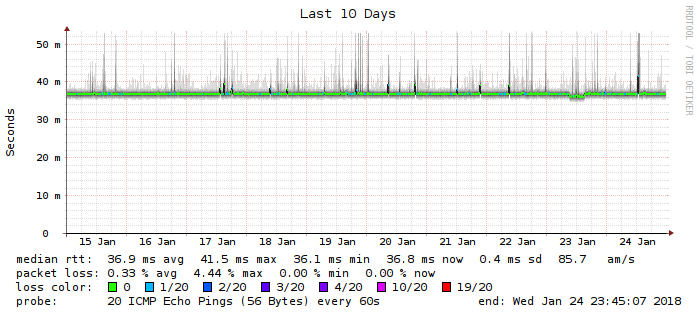 Last 10 Days
RRDTOOL / TOBI OETIKER
Seconds
50 m
40 m
30 m
20 m
10 m
0
15 Jan 16 Jan 17 Jan 18 Jan 19 Jan 20 Jan 21 Jan 22 Jan 23 Jan 24 Jan
median rtt: 36.9 ms avg 41.5 ms max 36.1 ms min 36.8 ms now 0.4 ms sd 85.7 am/s
packet loss: 0.33 % avg 4.44 % max 0.00 % min 0.00 % now
loss color: 0 1/20 2/20 3/20 4/20 10/20 19/20
probe: 20 ICMP Echo Pings (56 Bytes) every 60s end: Wed Jan 24 23:45:07 2018